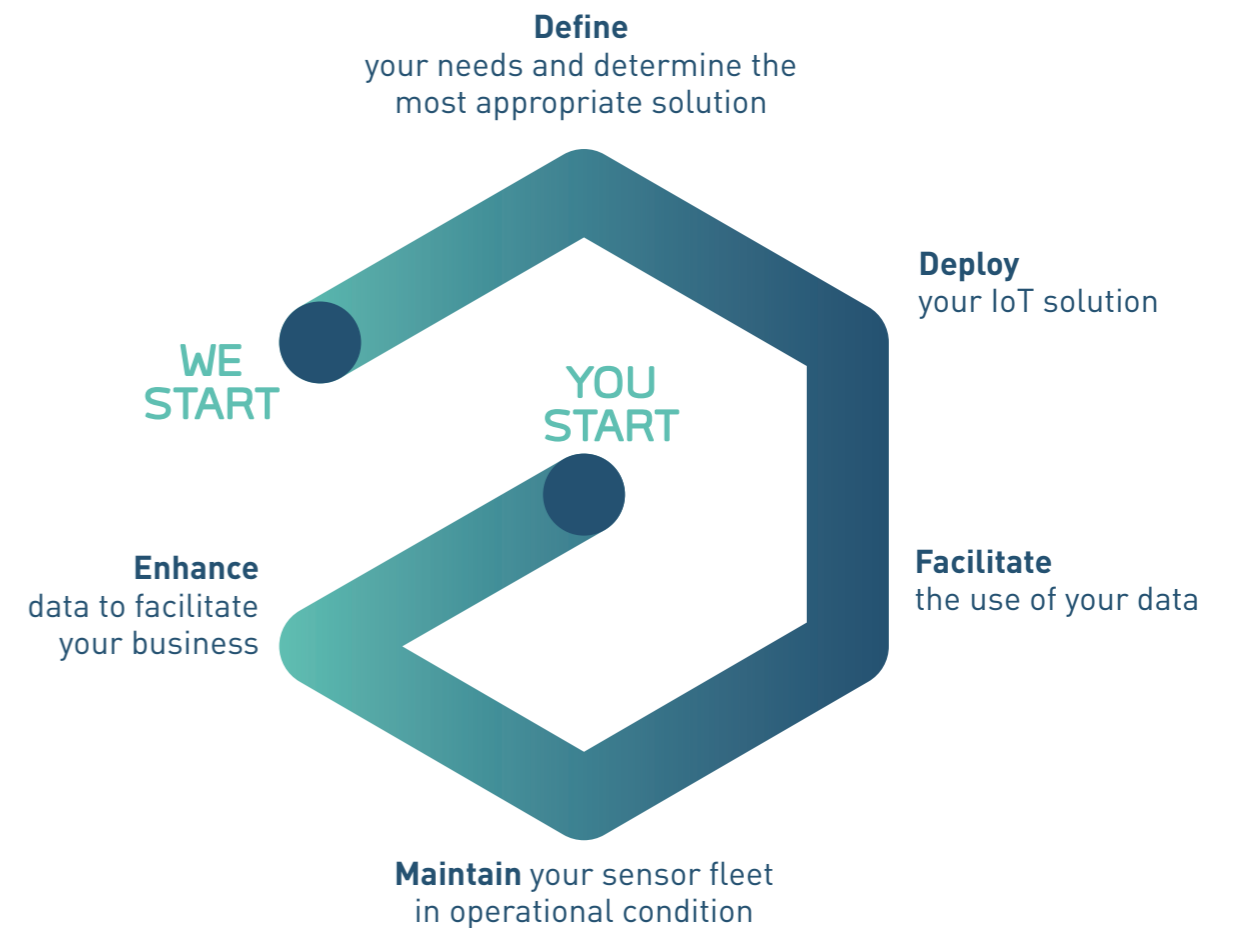 Define
your needs and determine the
most appropriate solution
Deploy
your IoT solution
WE
START
YOU
START
Enhance
data to facilitate
your business
Facilitate
the use of your data
Maintain your sensor fleet
in operational condition